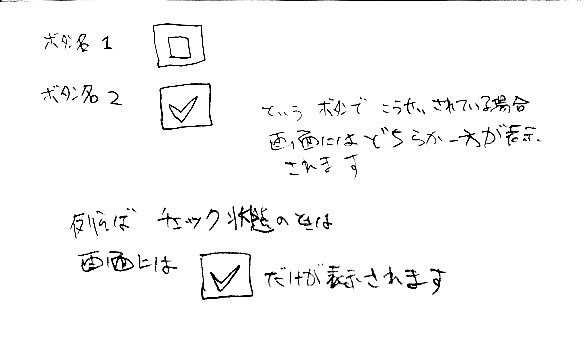 ボタン名1
ボタン名2
という ボタンで こうせいされている場合
画面にはどちらか一方が表示
されます
例えば チェック状態のときは
画面には だけが表示されます